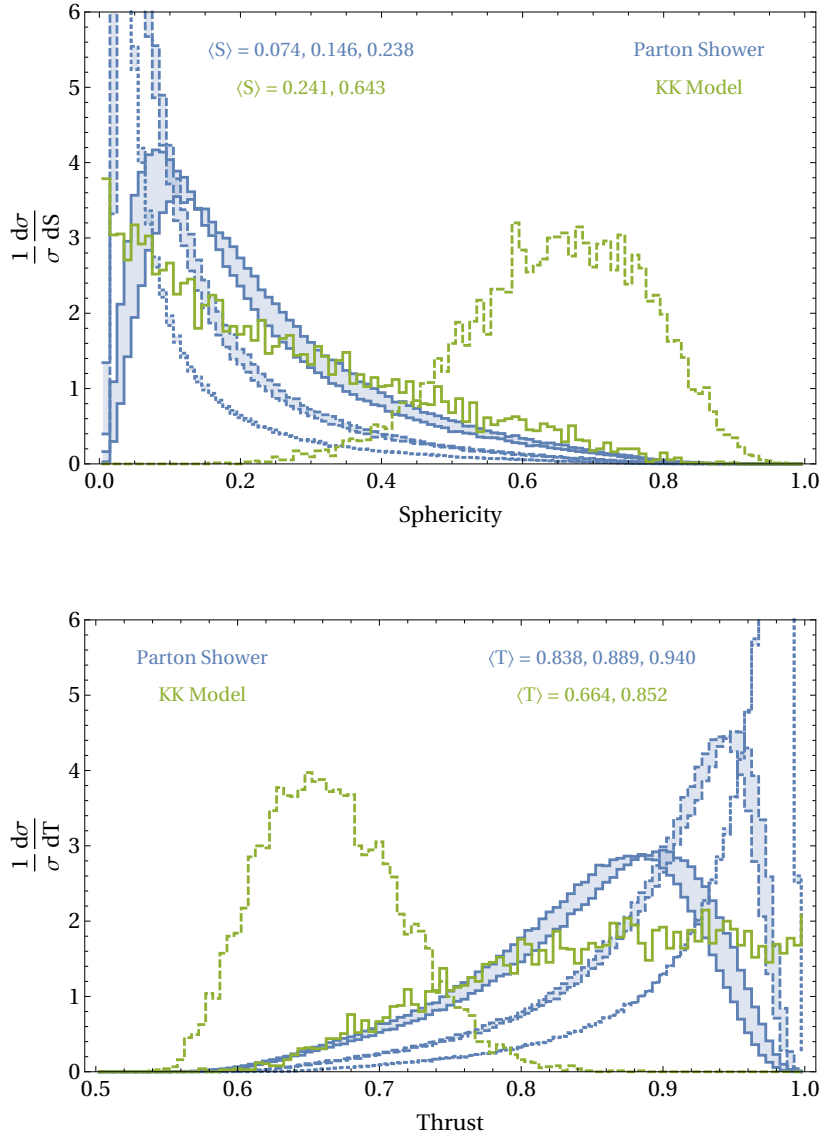 6
5
4
3
2
1
0
1/σ dσ/dS
⟨S⟩ = 0.074, 0.146, 0.238
⟨S⟩ = 0.241, 0.643
Parton Shower
KK Model
0.0 0.2 0.4 0.6 0.8 1.0
Sphericity
6
5
4
3
2
1
0
1/σ dσ/dT
Parton Shower
KK Model
⟨T⟩ = 0.838, 0.889, 0.940
⟨T⟩ = 0.664, 0.852
0.5 0.6 0.7 0.8 0.9 1.0
Thrust